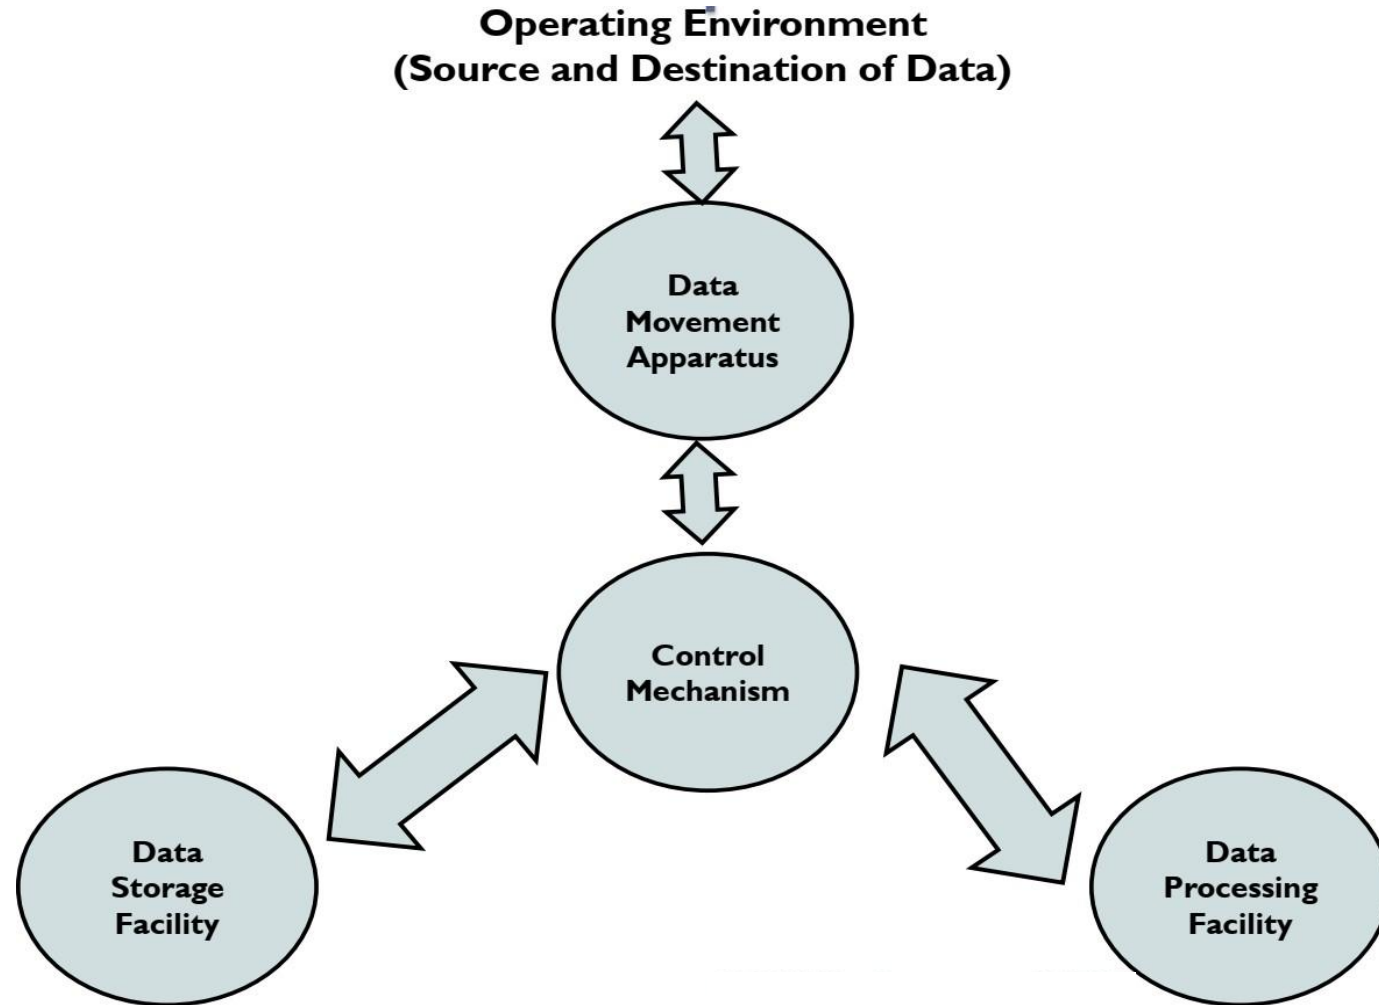 Operating Environment
(Source and Destination of Data)
Data
Movement
Apparatus
Control
Mechanism
Data
Storage
Facility
Data
Processing
Facility